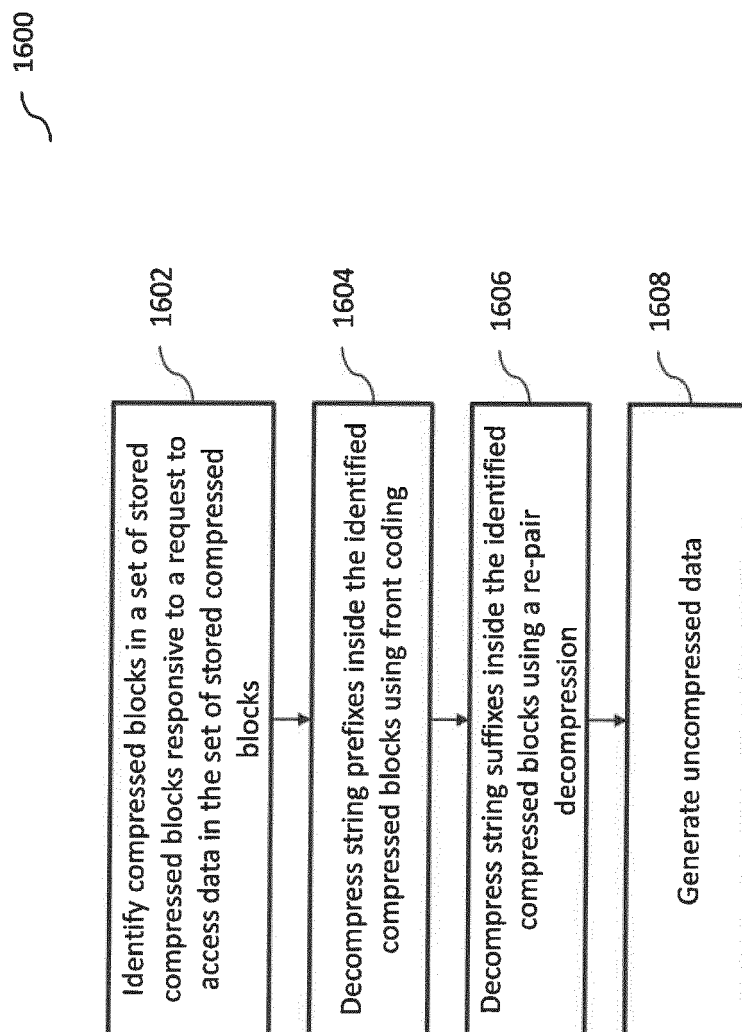 1600
Identify compressed blocks in a set of stored
compressed blocks responsive to a request to
access data in the set of stored compressed
blocks
1602
Decompress string prefixes inside the identified
compressed blocks using front coding
1604
Decompress string suffixes inside the identified
compressed blocks using a re-pair
decompression
1606
Generate uncompressed data
1608